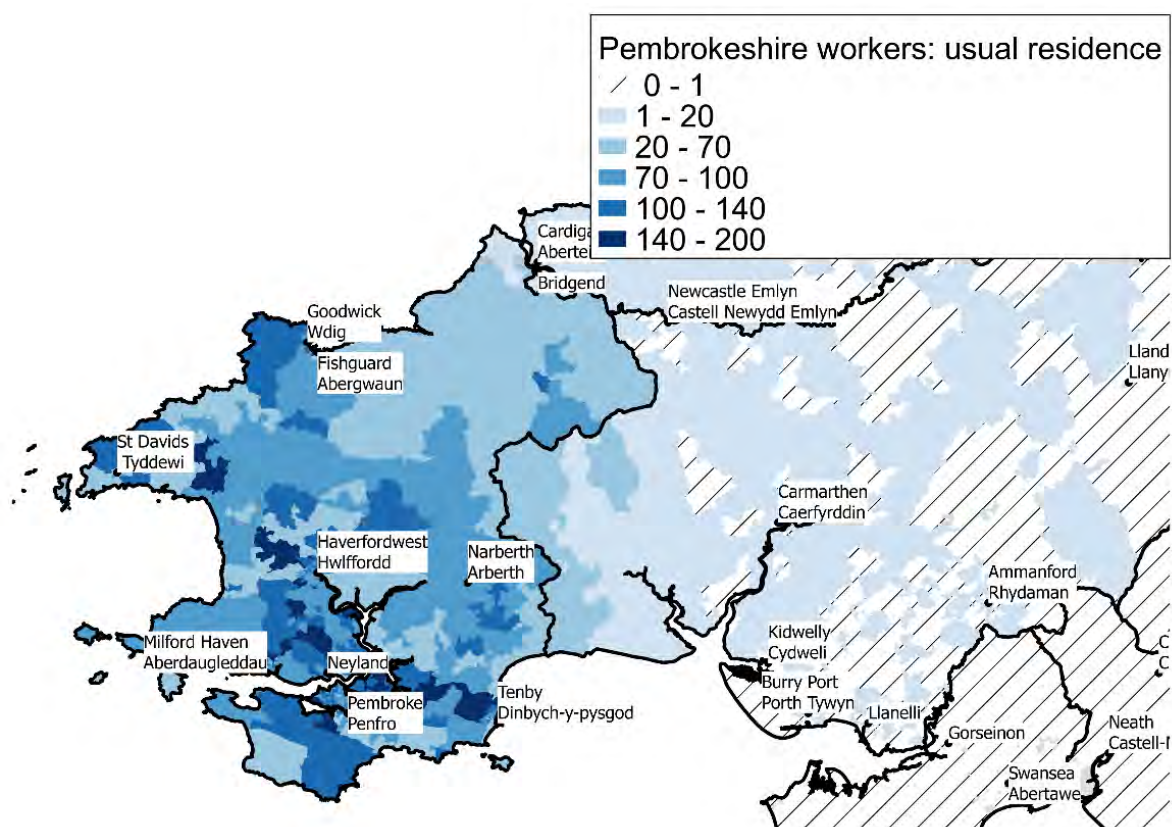 Pembrokeshire workers: usual residence
0 - 1
1 - 20
20 - 70
70 - 100
100 - 140
140 - 200
Bridgend
Newcastle Emlyn
Castell Newydd Emlyn
Goodwick
Wdig
Fishguard
Abergwaun
St Davids
Tyddewi
Carmarthen
Caerfyrddin
Haverfordwest
Hwlffordd
Narberth
Arberth
Ammanford
Rhydaman
Milford Haven
Aberdaugleddau
Neyland
Kidwelly
Cydweli
Pembroke
Penfro
Tenby
Dinbych-y-pysgod
Burry Port
Porth Tywyn
Llanelli
Gorseinon
Neath
Swansea
Abertawe